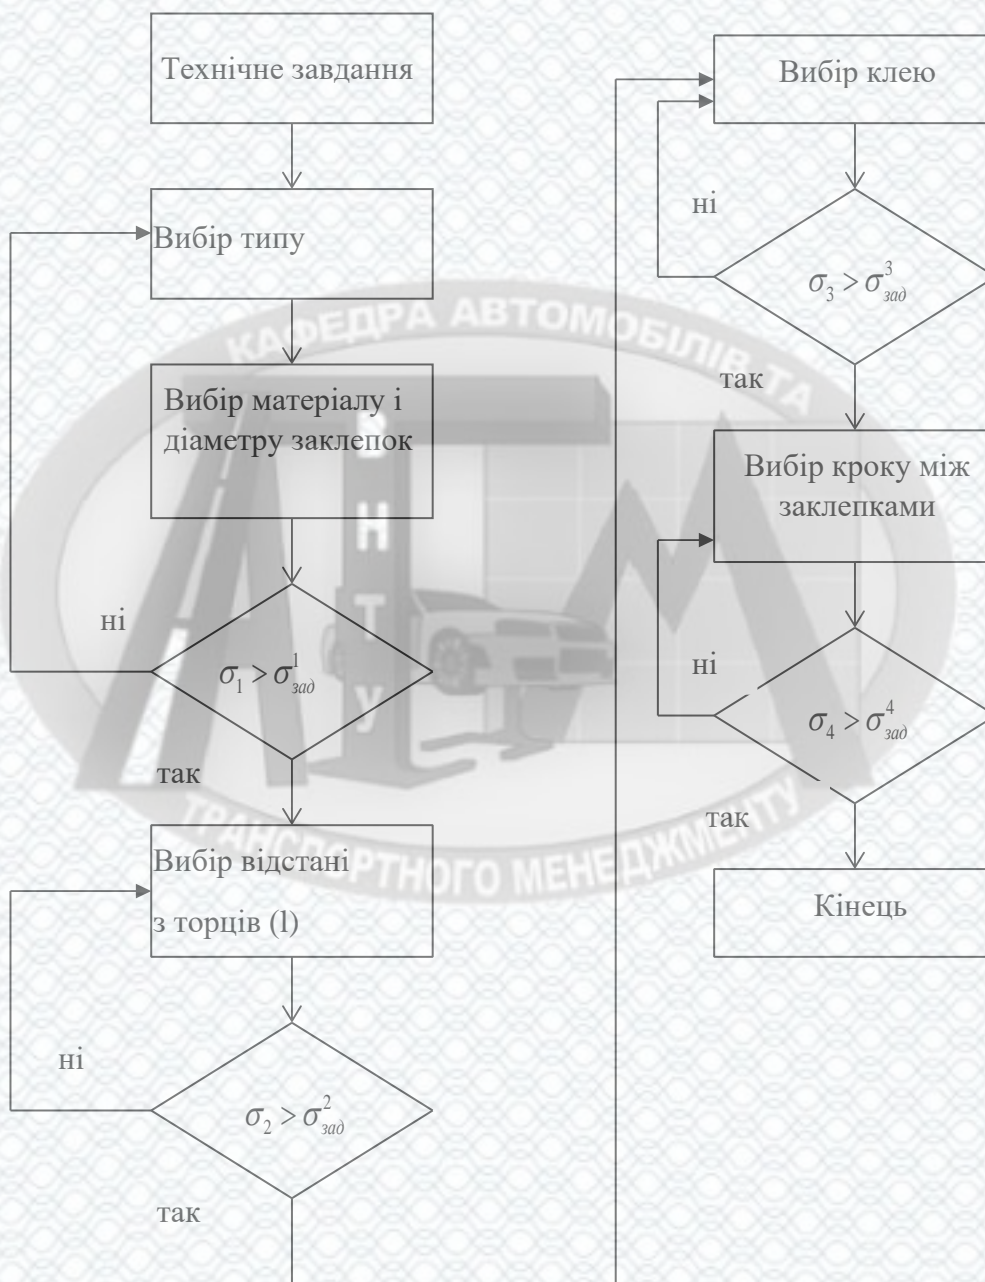 Технічне завдання
Вибір типу
Вибір матеріалу і
діаметру заклепок
ні
σ₁ > σ¹зад
так
Вибір відстані
з торців (l)
ні
σ₂ > σ²зад
так
Вибір клею
ні
σ₃ > σ³зад
так
Вибір кроку між
заклепками
ні
σ₄ > σ⁴зад
так
Кінець
КАФЕДРА АВТОМОБІЛІВ ТА
ВНТУ
ТРАНСПОРТНОГО МЕНЕДЖМЕНТУ